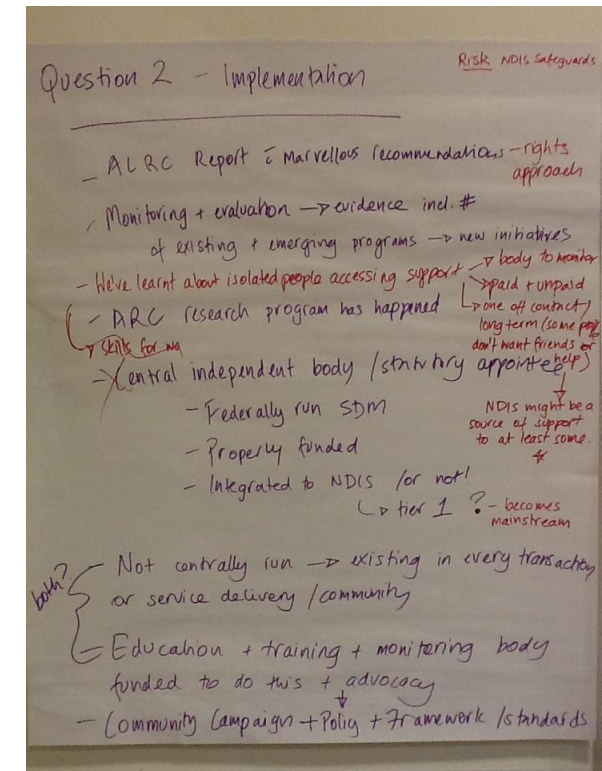 Risk NDIS Safeguards
Question 2 - Implementation
- ALRC Report c̄ Marvellous recommendations - rights
approach
- Monitoring + evaluation → evidence incl. #
of existing + emerging programs → new initiatives
- We've learnt about isolated people accessing support → body to monitor
→ paid + unpaid
- ARC research program has happened
→ one off contact /
long term (some
don't want friends or
help)
→ skills for
- Central independent body / statutory appointee
- Federally run SDM
NDIS might be a
source of support
to at least some.
- Properly funded
- Integrated to NDIS / or not!
↳ tier 1 ? - becomes
mainstream
both?
- Not centrally run → existing in every transaction
or service delivery / community
- Education + training + monitoring body
funded to do this + advocacy
- Community Campaign + Policy + Framework / standards